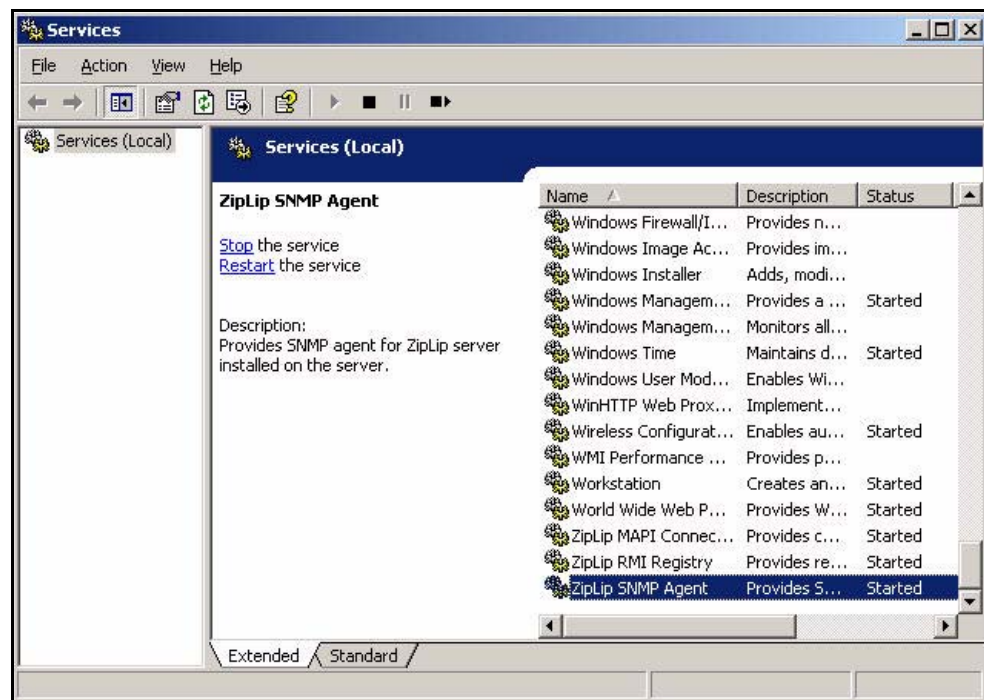 Services
File Action View Help
Services (Local)
Services (Local)
ZipLip SNMP Agent
Stop the service
Restart the service
Description:
Provides SNMP agent for ZipLip server
installed on the server.
Name Description Status
Windows Firewall/I... Provides n...
Windows Image Ac... Provides im...
Windows Installer Adds, modi...
Windows Managem... Provides a ... Started
Windows Managem... Monitors all...
Windows Time Maintains d... Started
Windows User Mod... Enables Wi...
WinHTTP Web Prox... Implement...
Wireless Configurat... Enables au... Started
WMI Performance ... Provides p...
Workstation Creates an... Started
World Wide Web P... Provides W... Started
ZipLip MAPI Connec... Provides c... Started
ZipLip RMI Registry Provides re... Started
ZipLip SNMP Agent Provides S... Started
Extended Standard